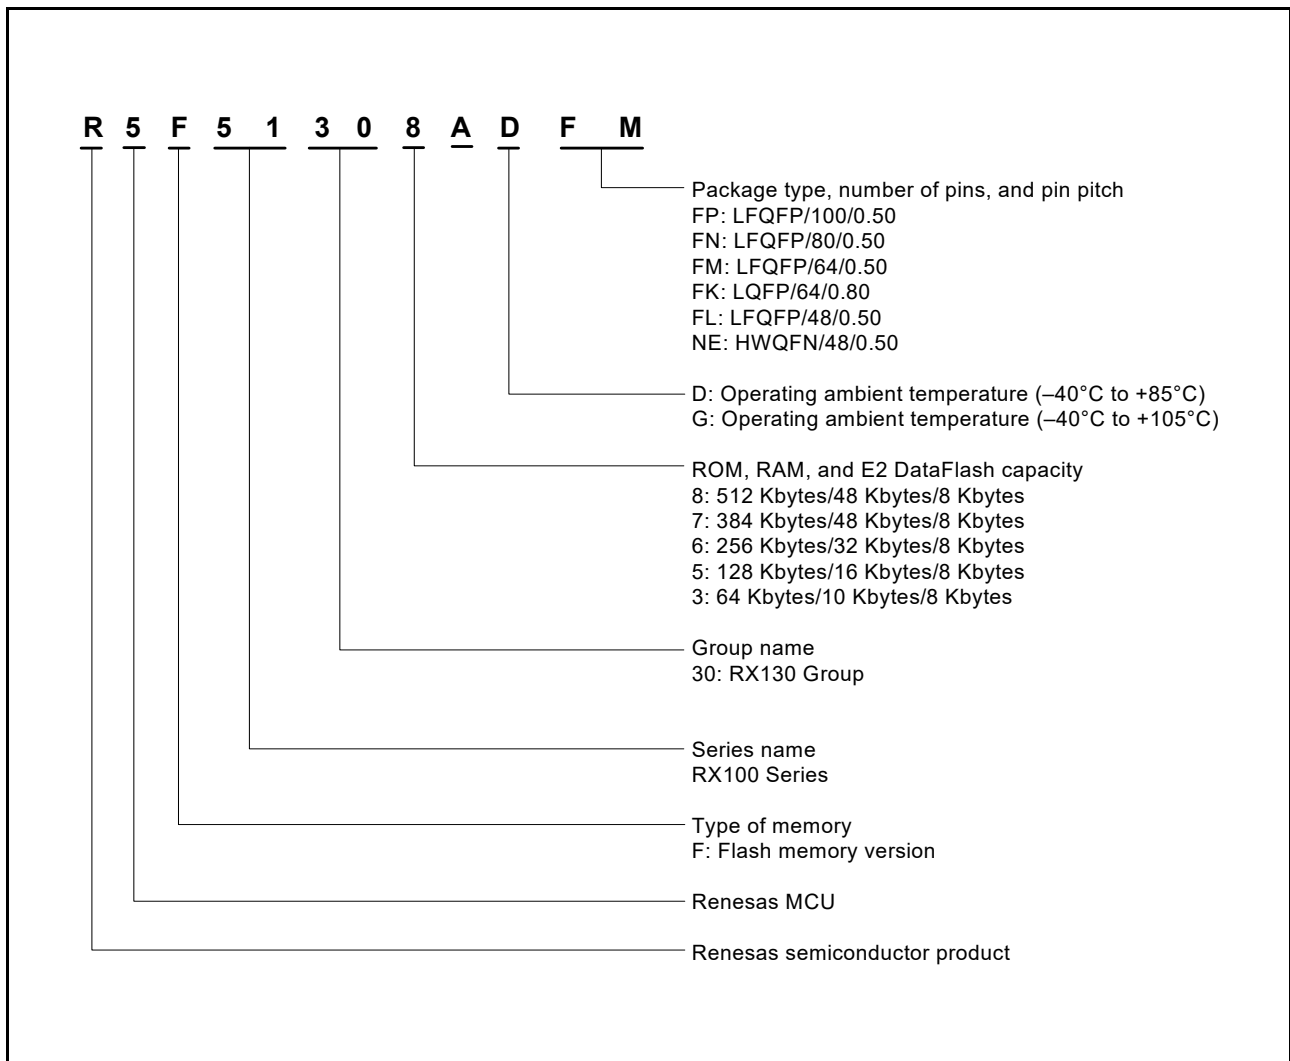 R 5 F 5 1 3 0 8 A D F M
Package type, number of pins, and pin pitch
FP: LFQFP/100/0.50
FN: LFQFP/80/0.50
FM: LFQFP/64/0.50
FK: LQFP/64/0.80
FL: LFQFP/48/0.50
NE: HWQFN/48/0.50
D: Operating ambient temperature (–40°C to +85°C)
G: Operating ambient temperature (–40°C to +105°C)
ROM, RAM, and E2 DataFlash capacity
8: 512 Kbytes/48 Kbytes/8 Kbytes
7: 384 Kbytes/48 Kbytes/8 Kbytes
6: 256 Kbytes/32 Kbytes/8 Kbytes
5: 128 Kbytes/16 Kbytes/8 Kbytes
3: 64 Kbytes/10 Kbytes/8 Kbytes
Group name
30: RX130 Group
Series name
RX100 Series
Type of memory
F: Flash memory version
Renesas MCU
Renesas semiconductor product